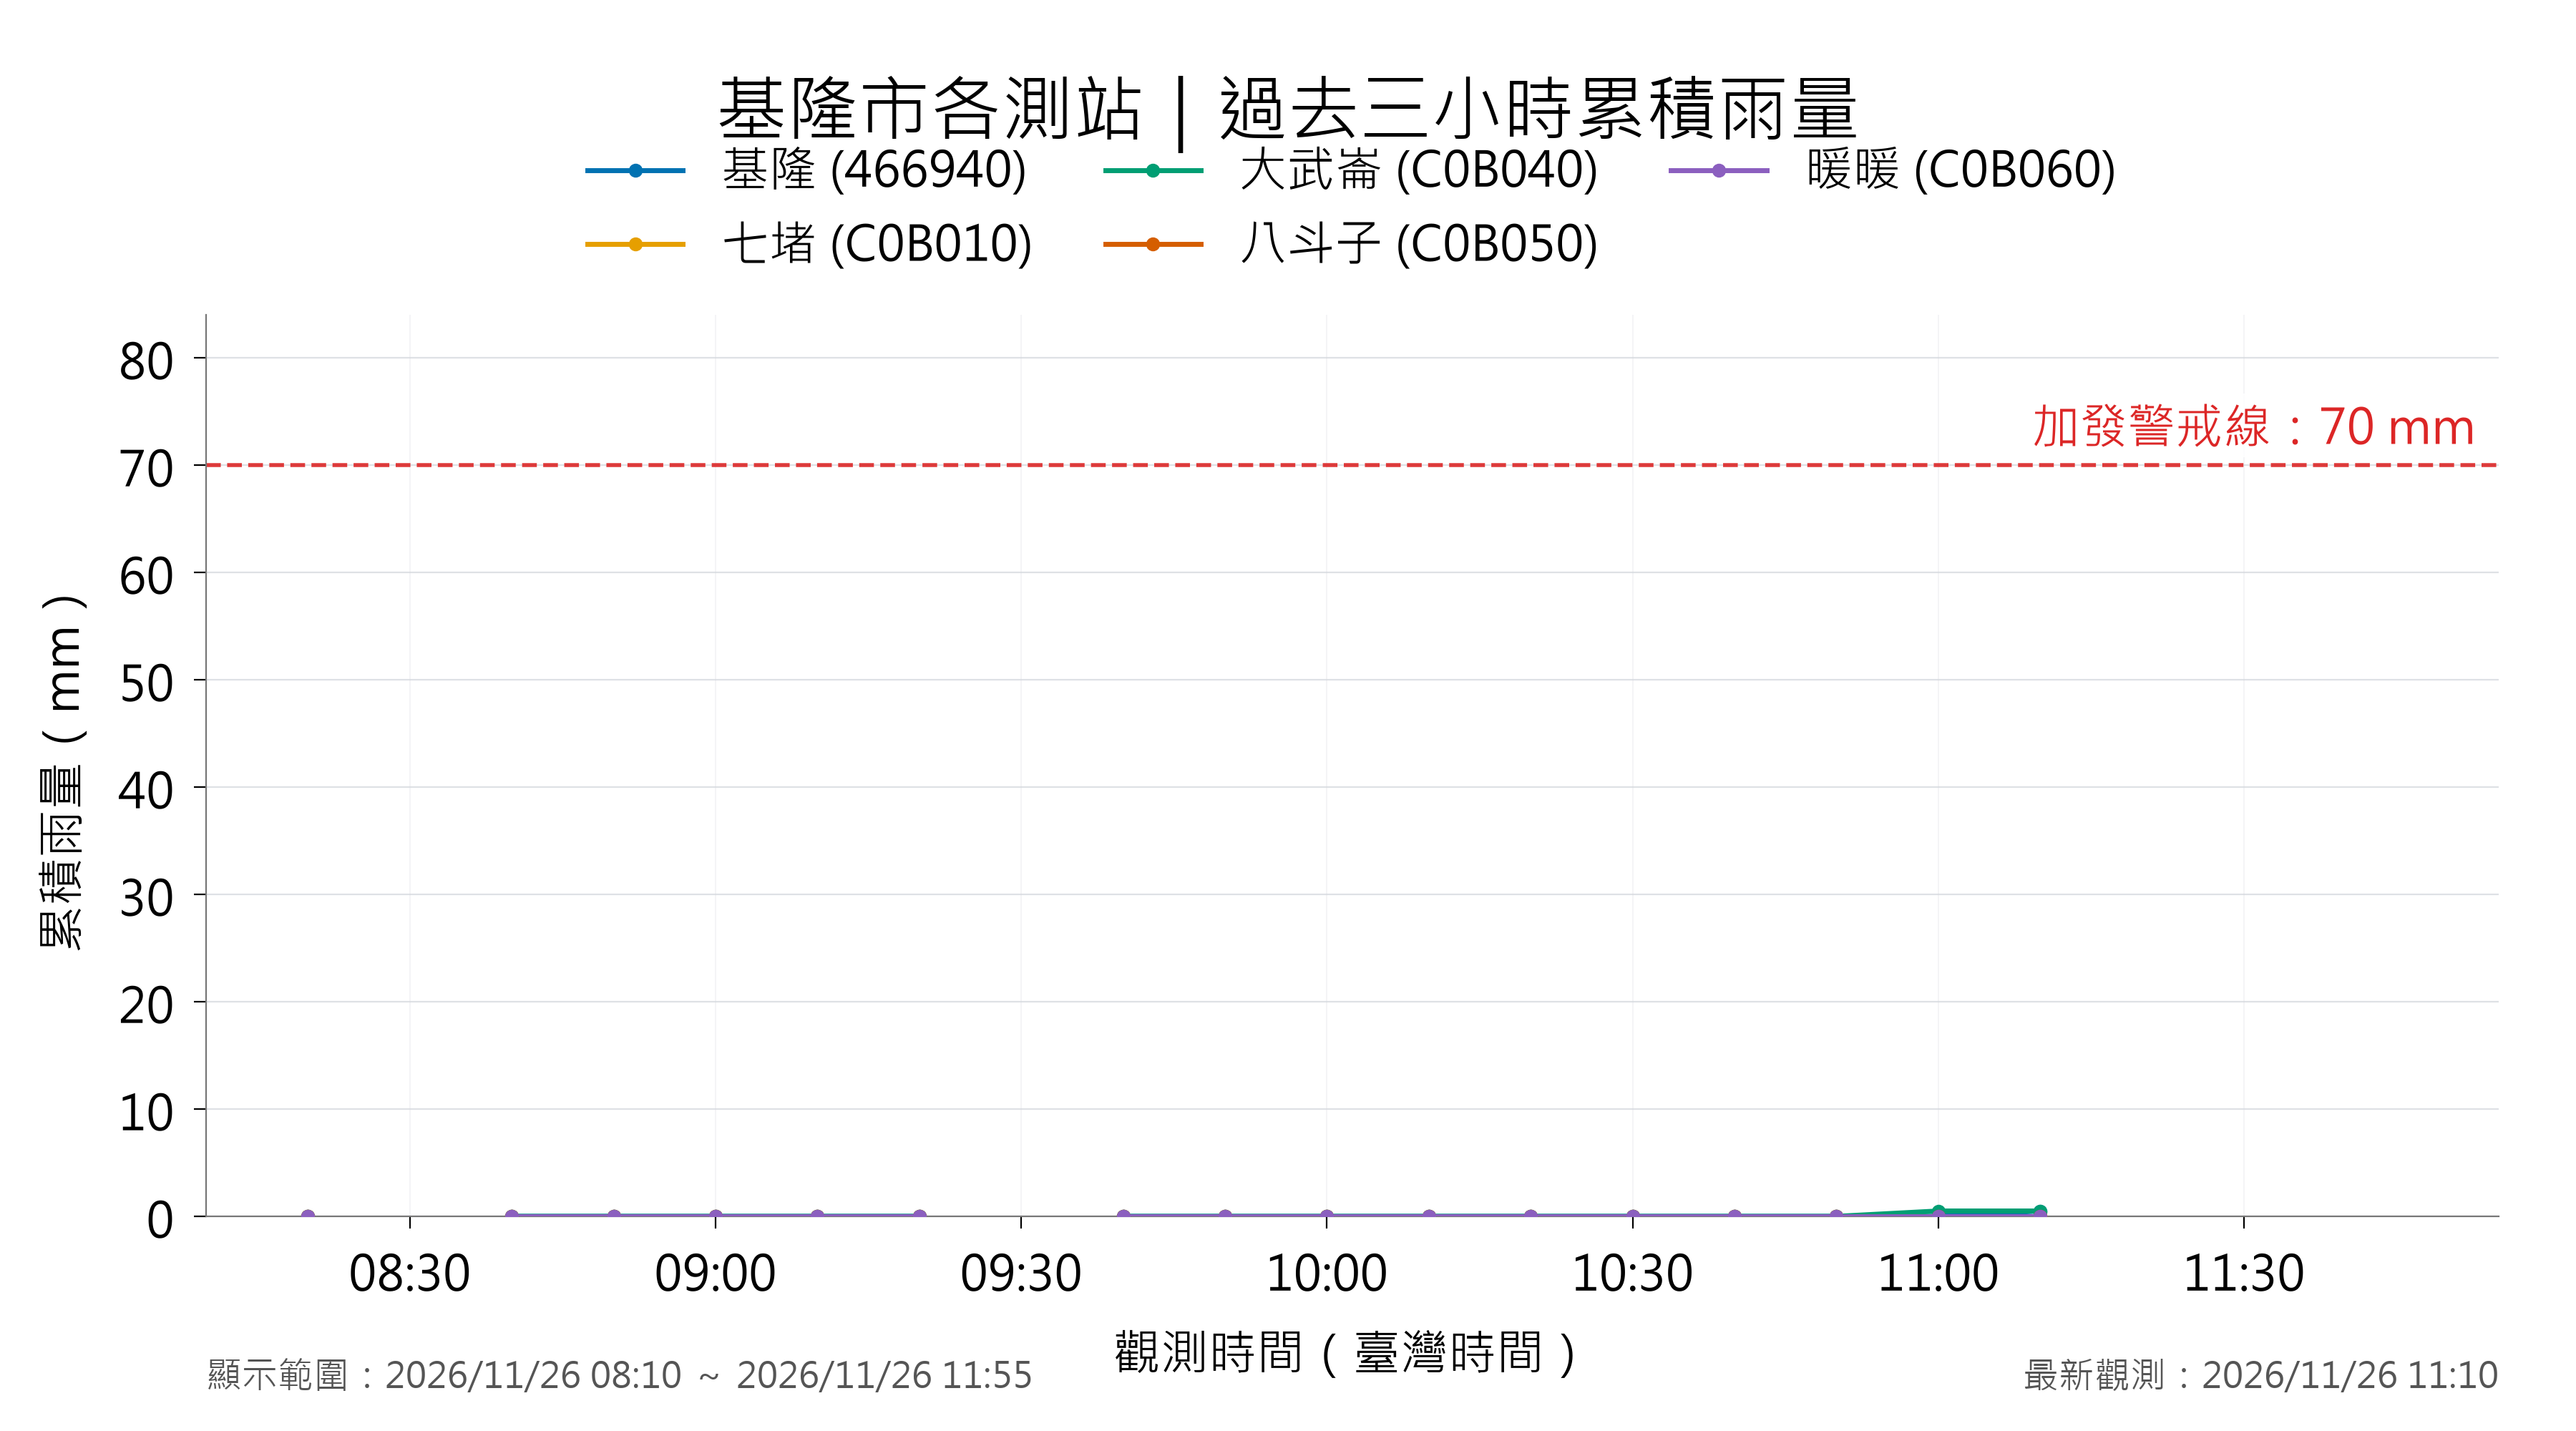 基隆市各測站｜過去三小時累積雨量
基隆 (466940)
七堵 (C0B010)
大武崙 (C0B040)
八斗子 (C0B050)
暖暖 (C0B060)
80
加發警戒線：70 mm
70
60
50
40
30
20
10
0
累積雨量（mm）
08:30 09:00 09:30 10:00 10:30 11:00 11:30
觀測時間（臺灣時間）
顯示範圍：2026/11/26 08:10 ~ 2026/11/26 11:55
最新觀測：2026/11/26 11:10